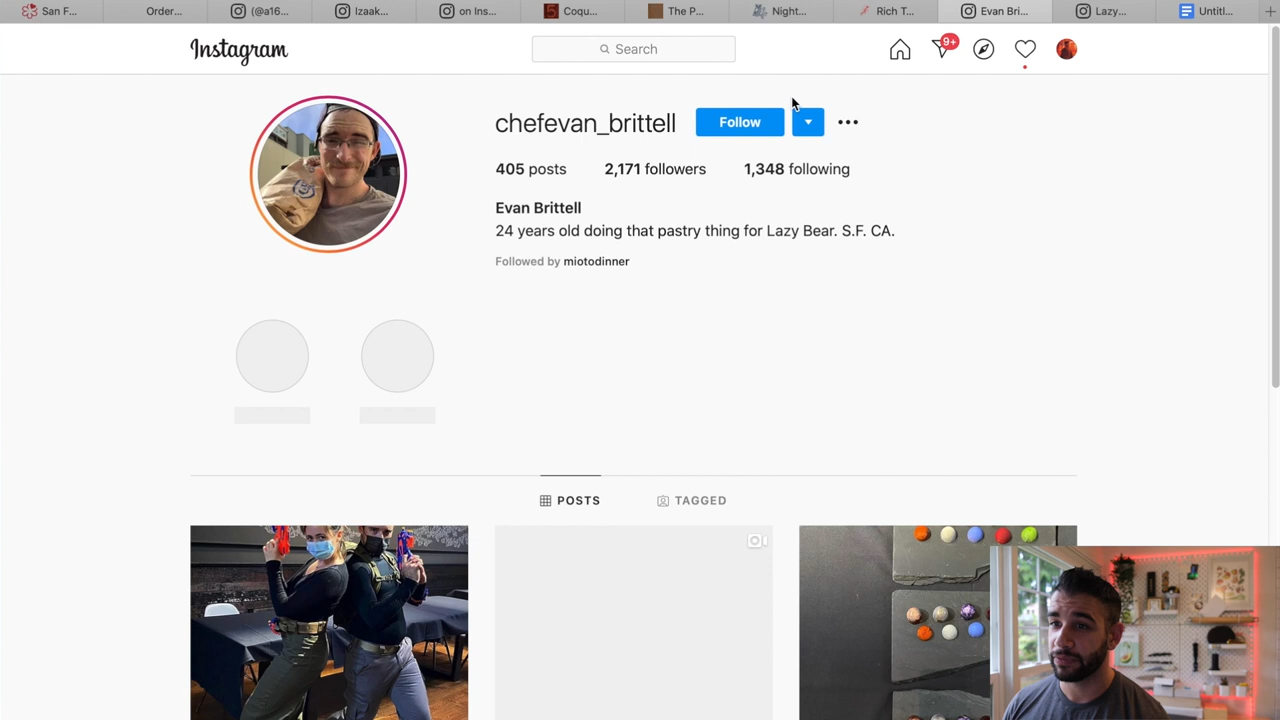 San F...
Order...
(@a16...
Izaak...
on Ins...
Coqu...
The P...
Night...
Rich T...
Evan Bri...
Lazy...
Untitl...
Instagram
Search
9+
chefevan_brittell
Follow
405 posts 2,171 followers 1,348 following
Evan Brittell
24 years old doing that pastry thing for Lazy Bear. S.F. CA.
Followed by miotodinner
POSTS
TAGGED